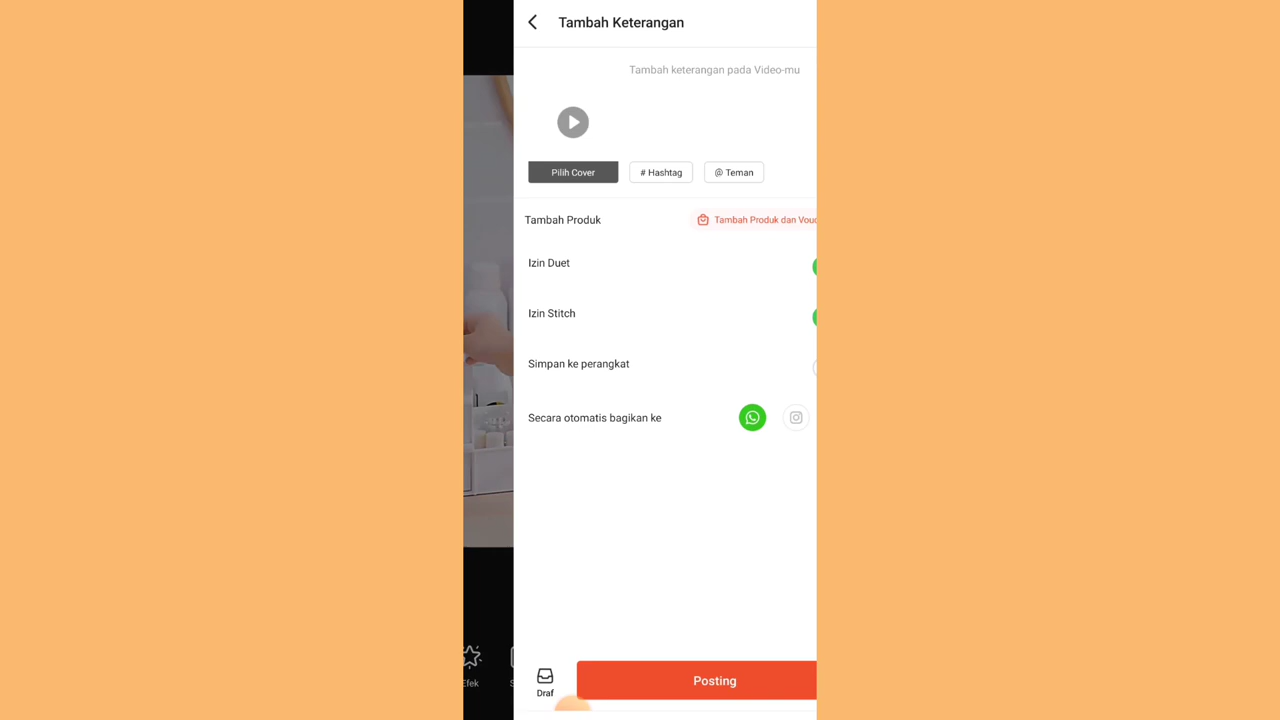 Tambah Keterangan
Tambah keterangan pada Video-mu
Pilih Cover
# Hashtag
@ Teman
Tambah Produk
Tambah Produk dan Vouc
Izin Duet
Izin Stitch
Simpan ke perangkat
Secara otomatis bagikan ke
Efek
S
Draf
Posting